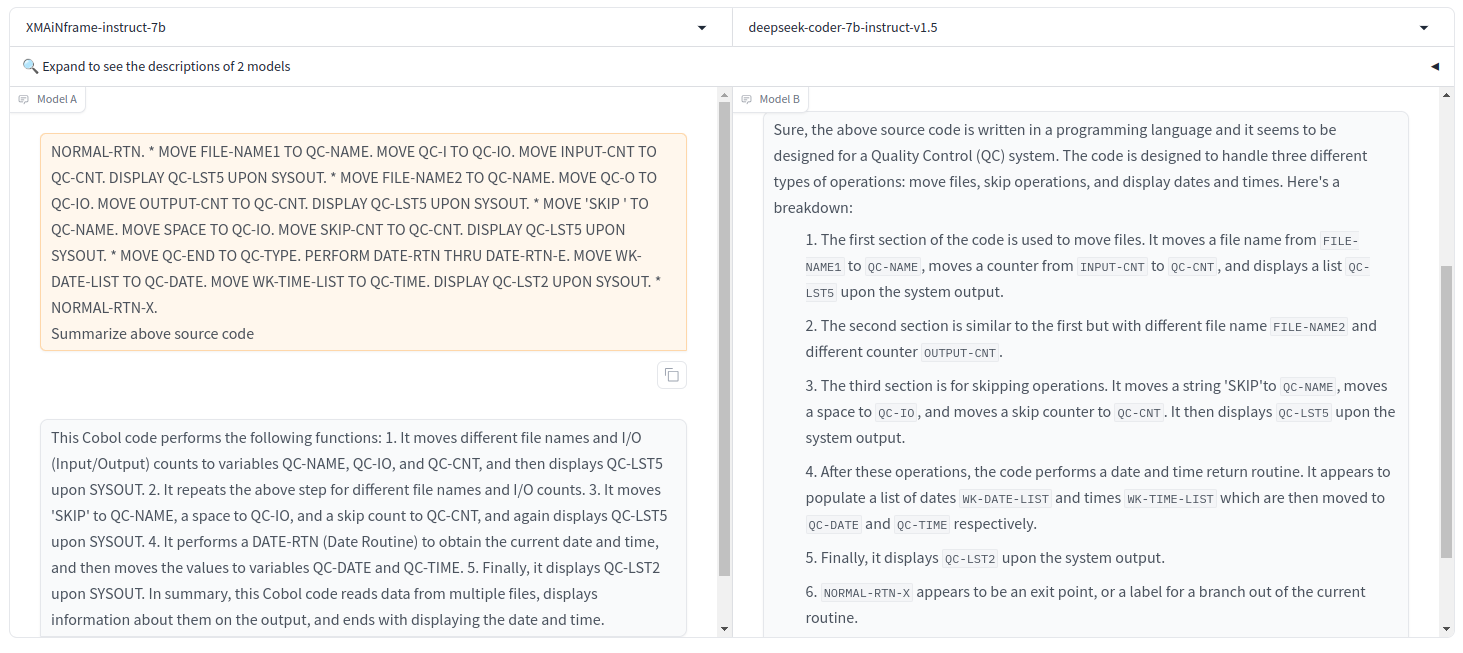 XMAiNframe-instruct-7b
deepseek-coder-7b-instruct-v1.5
🔍 Expand to see the descriptions of 2 models
Model A
NORMAL-RTN. * MOVE FILE-NAME1 TO QC-NAME. MOVE QC-I TO QC-IO. MOVE INPUT-CNT TO
QC-CNT. DISPLAY QC-LST5 UPON SYSOUT. * MOVE FILE-NAME2 TO QC-NAME. MOVE QC-O TO
QC-IO. MOVE OUTPUT-CNT TO QC-CNT. DISPLAY QC-LST5 UPON SYSOUT. * MOVE 'SKIP ' TO
QC-NAME. MOVE SPACE TO QC-IO. MOVE SKIP-CNT TO QC-CNT. DISPLAY QC-LST5 UPON
SYSOUT. * MOVE QC-END TO QC-TYPE. PERFORM DATE-RTN THRU DATE-RTN-E. MOVE WK-
DATE-LIST TO QC-DATE. MOVE WK-TIME-LIST TO QC-TIME. DISPLAY QC-LST2 UPON SYSOUT. *
NORMAL-RTN-X.
Summarize above source code
This Cobol code performs the following functions: 1. It moves different file names and I/O
(Input/Output) counts to variables QC-NAME, QC-IO, and QC-CNT, and then displays QC-LST5
upon SYSOUT. 2. It repeats the above step for different file names and I/O counts. 3. It moves
'SKIP' to QC-NAME, a space to QC-IO, and a skip count to QC-CNT, and again displays QC-LST5
upon SYSOUT. 4. It performs a DATE-RTN (Date Routine) to obtain the current date and time,
and then moves the values to variables QC-DATE and QC-TIME. 5. Finally, it displays QC-LST2
upon SYSOUT. In summary, this Cobol code reads data from multiple files, displays
information about them on the output, and ends with displaying the date and time.
Model B
Sure, the above source code is written in a programming language and it seems to be
designed for a Quality Control (QC) system. The code is designed to handle three different
types of operations: move files, skip operations, and display dates and times. Here's a
breakdown:
1. The first section of the code is used to move files. It moves a file name from FILE-
NAME1 to QC-NAME, moves a counter from INPUT-CNT to QC-CNT, and displays a list QC-
LST5 upon the system output.
2. The second section is similar to the first but with different file name FILE-NAME2 and
different counter OUTPUT-CNT.
3. The third section is for skipping operations. It moves a string 'SKIP'to QC-NAME, moves
a space to QC-IO, and moves a skip counter to QC-CNT. It then displays QC-LST5 upon the
system output.
4. After these operations, the code performs a date and time return routine. It appears to
populate a list of dates WK-DATE-LIST and times WK-TIME-LIST which are then moved to
QC-DATE and QC-TIME respectively.
5. Finally, it displays QC-LST2 upon the system output.
6. NORMAL-RTN-X appears to be an exit point, or a label for a branch out of the current
routine.